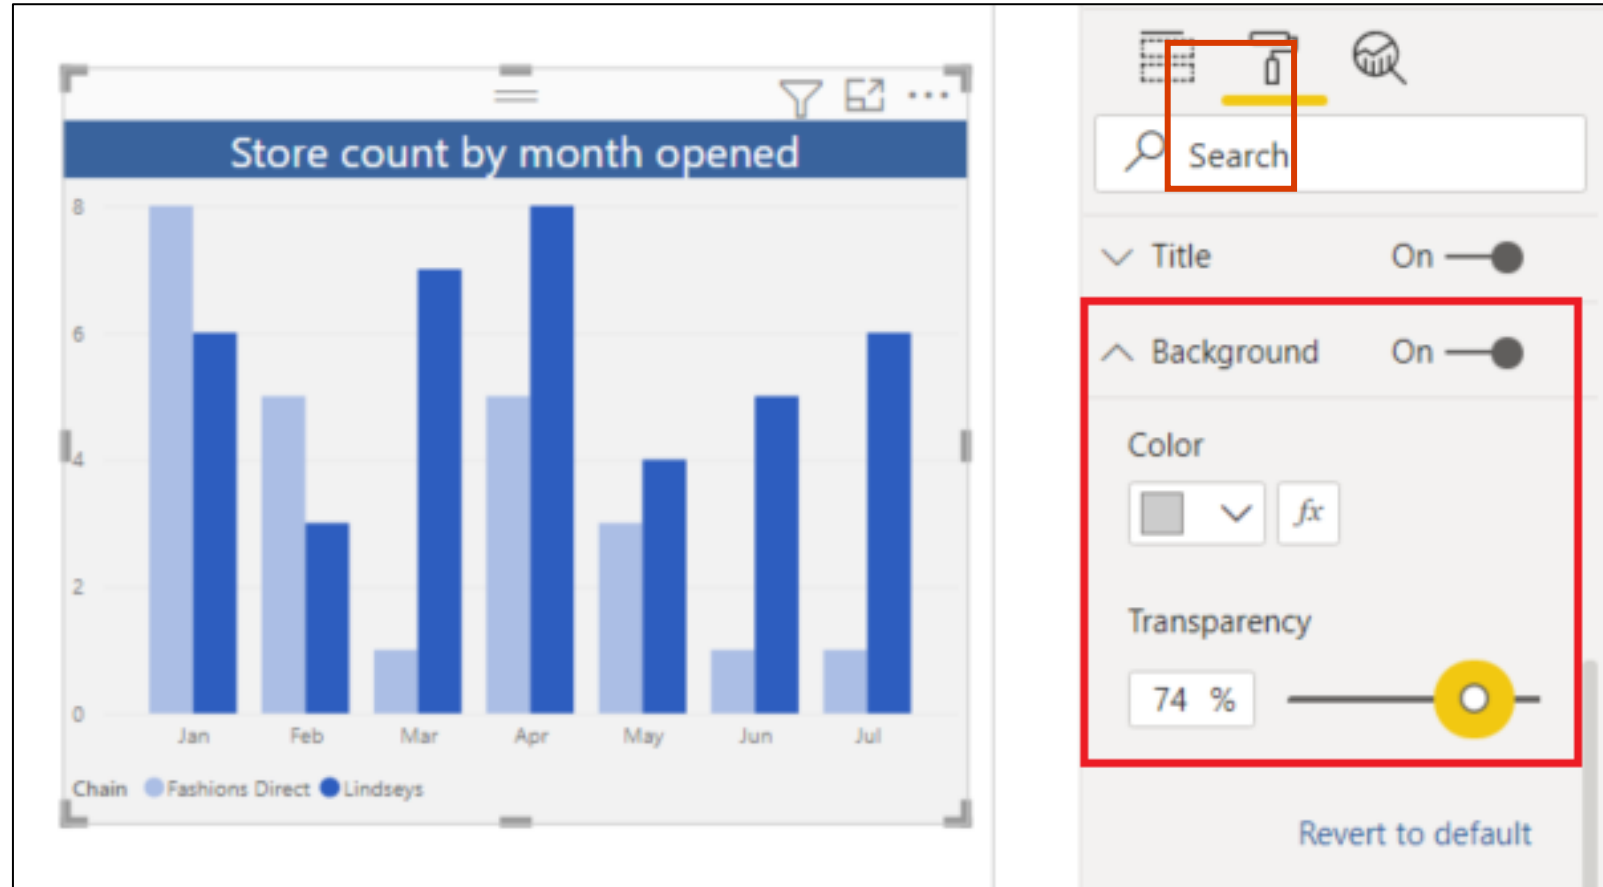 Store count by month opened
8
6
4
2
0
Jan Feb Mar Apr May Jun Jul
Chain Fashions Direct Lindseys
Search
Title On
Background On
Color
fx
Transparency
74 %
Revert to default